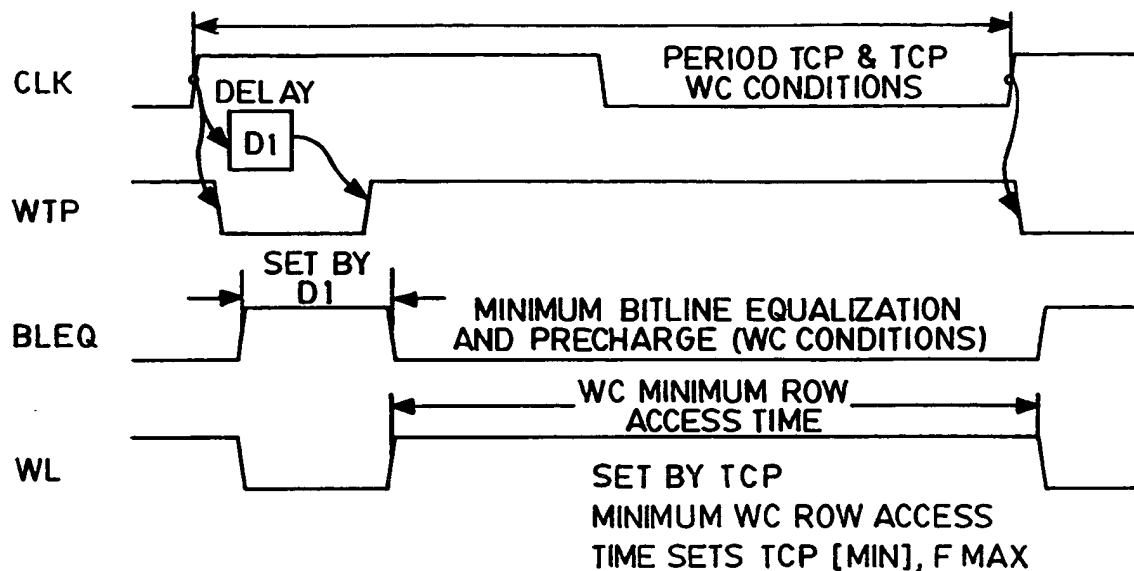 PERIOD TCP & TCP
WC CONDITIONS
CLK
DELAY
D1
WTP
SET BY
D1
MINIMUM BITLINE EQUALIZATION
AND PRECHARGE (WC CONDITIONS)
BLEQ
WC MINIMUM ROW
ACCESS TIME
WL
SET BY TCP
MINIMUM WC ROW ACCESS
TIME SETS TCP [MIN], F MAX